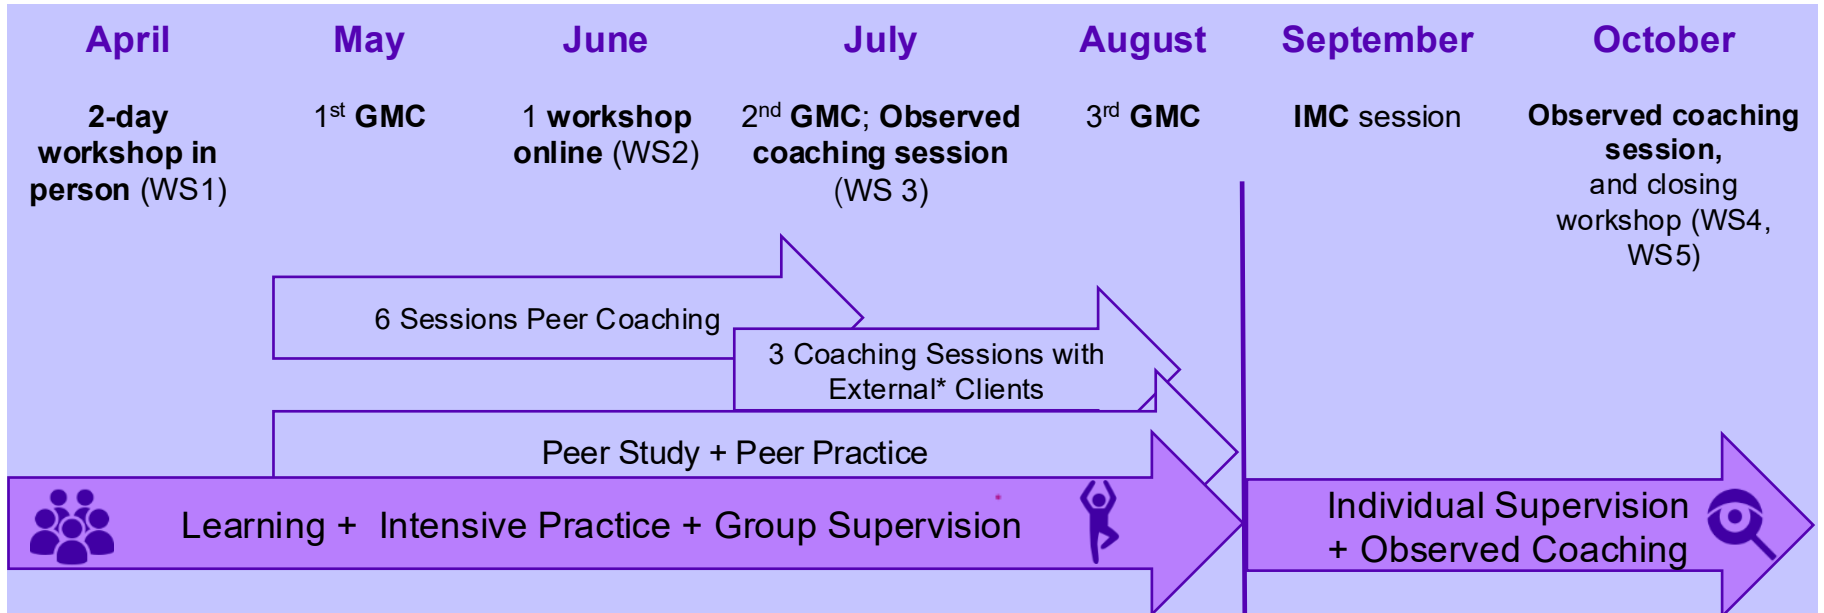 April
May
June
July
August
September
October
2-day
workshop in
person (WS1)
1st GMC
1 workshop
online (WS2)
2nd GMC; Observed
coaching session
(WS 3)
3rd GMC
IMC session
Observed coaching
session,
and closing
workshop (WS4,
WS5)
6 Sessions Peer Coaching
3 Coaching Sessions with
External* Clients
Peer Study + Peer Practice
Learning + Intensive Practice + Group Supervision
Individual Supervision
+ Observed Coaching